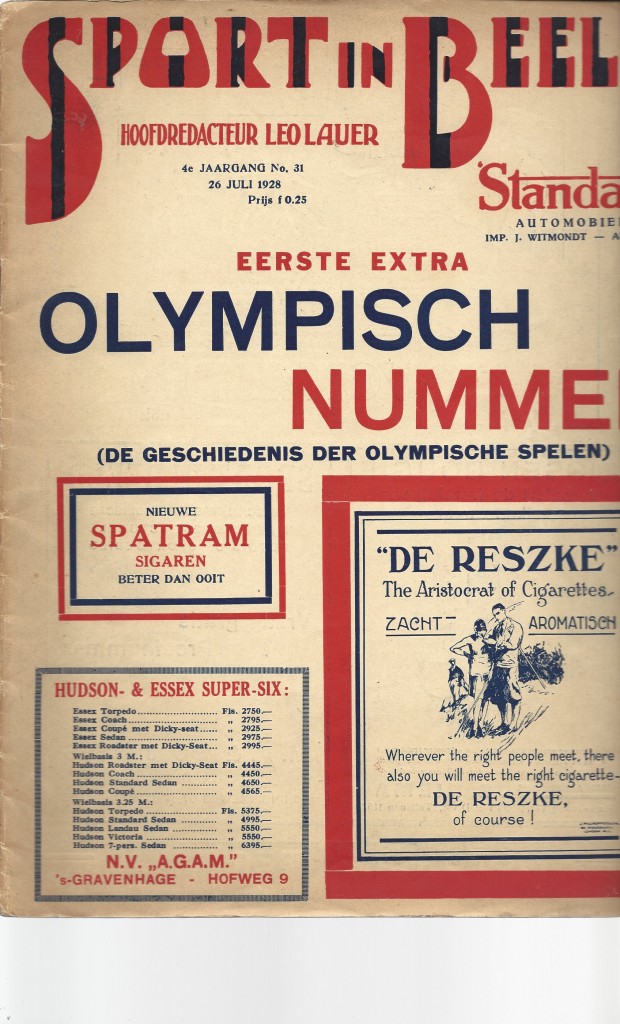 SPORT IN BEEL
HOOFDREDACTEUR LEO LAUER
4e JAARGANG No. 31
26 JULI 1928
Prijs f 0.25
"Standa
AUTOMOBIE
IMP. J. WITMONDT — A
EERSTE EXTRA
OLYMPISCH
NUMME
(DE GESCHIEDENIS DER OLYMPISCHE SPELEN)
NIEUWE
SPATRAM
SIGAREN
BETER DAN OOIT
HUDSON- & ESSEX SUPER-SIX:
Essex Torpedo Fls. 2750,—
Essex Coach „ 2795,—
Essex Coupé met Dicky-seat „ 2925,—
Essex Sedan „ 2975,—
Essex Roadster met Dicky-Seat „ 2995,—
Wielbasis 3 M.:
Hudson Roadster met Dicky-Seat Fls. 4445,—
Hudson Coach „ 4450,—
Hudson Standard Sedan „ 4650,—
Hudson Coupé „ 4565,—
Wielbasis 3.25 M.:
Hudson Torpedo Fls. 5375,—
Hudson Standard Sedan „ 4995,—
Hudson Landau Sedan „ 5550,—
Hudson Victoria „ 5550,—
Hudson 7-pers. Sedan „ 6395,—
N.V. „A.G.A.M."
's-GRAVENHAGE - HOFWEG 9
"DE RESZKE"
The Aristocrat of Cigarettes
ZACHT- AROMATISCH
Wherever the right people meet, there
also you will meet the right cigarette-
DE RESZKE,
of course!